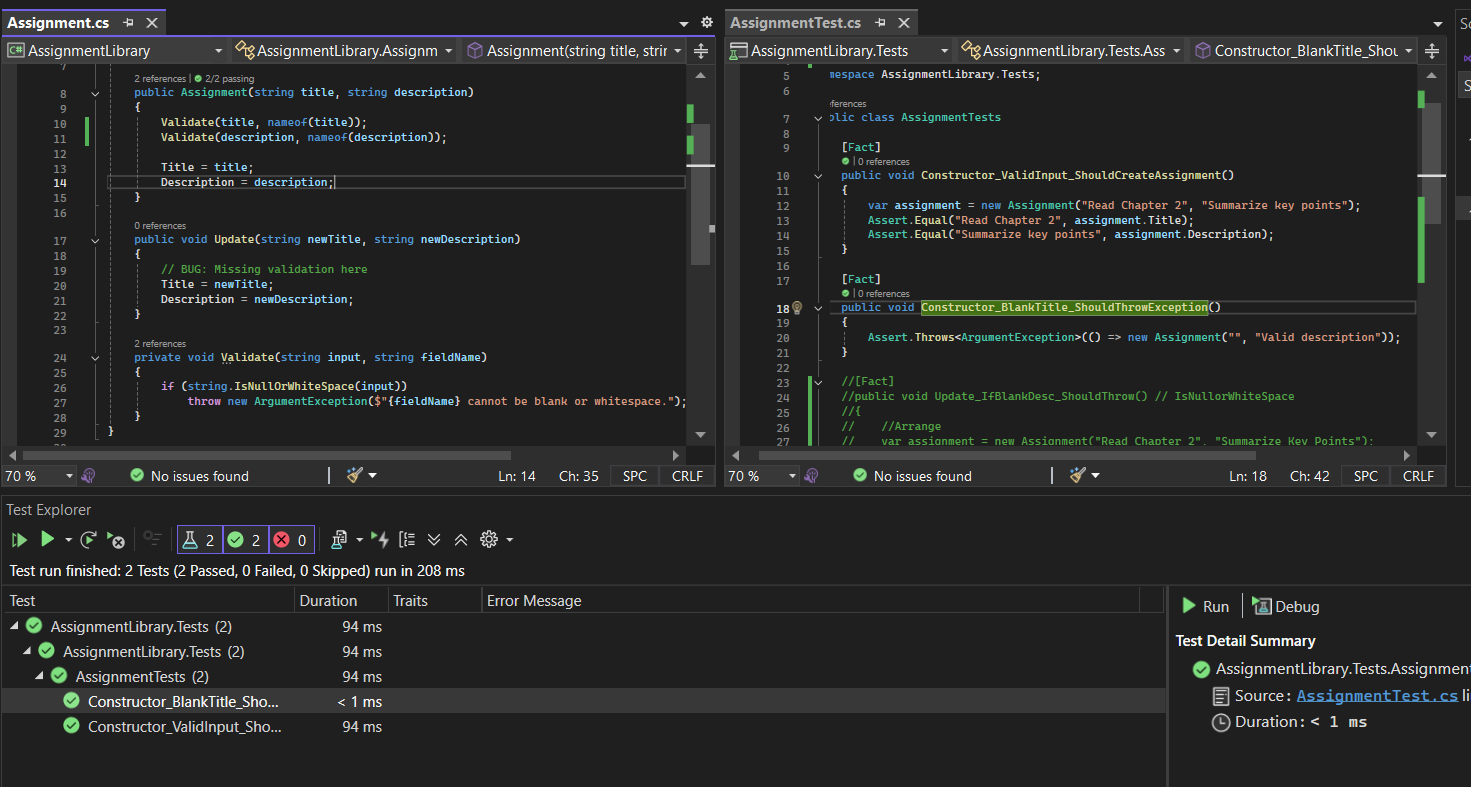 Assignment.cs
AssignmentLibrary
AssignmentLibrary.Assignm
Assignment(string title, strir
7
2 references | 2/2 passing
8 public Assignment(string title, string description)
9 {
10 Validate(title, nameof(title));
11 Validate(description, nameof(description));
12
13 Title = title;
14 Description = description;
15 }
16
0 references
17 public void Update(string newTitle, string newDescription)
18 {
19 // BUG: Missing validation here
20 Title = newTitle;
21 Description = newDescription;
22 }
23
2 references
24 private void Validate(string input, string fieldName)
25 {
26 if (string.IsNullOrWhiteSpace(input))
27 throw new ArgumentException($"{fieldName} cannot be blank or whitespace.");
28 }
29 }
70 % No issues found Ln: 14 Ch: 35 SPC CRLF
AssignmentTest.cs
AssignmentLibrary.Tests
AssignmentLibrary.Tests.Ass
Constructor_BlankTitle_Shou
5 mespace AssignmentLibrary.Tests;
6
eferences
7 blic class AssignmentTests
8
9 [Fact]
| 0 references
10 public void Constructor_ValidInput_ShouldCreateAssignment()
11 {
12 var assignment = new Assignment("Read Chapter 2", "Summarize key points");
13 Assert.Equal("Read Chapter 2", assignment.Title);
14 Assert.Equal("Summarize key points", assignment.Description);
15 }
16
17 [Fact]
| 0 references
18 public void Constructor_BlankTitle_ShouldThrowException()
19 {
20 Assert.Throws<ArgumentException>(() => new Assignment("", "Valid description"));
21 }
22
23 //[Fact]
24 //public void Update_IfBlankDesc_ShouldThrow() // IsNullorWhiteSpace
25 //{
26 // //Arrange
27 // var assignment = new Assignment("Read Chapter 2", "Summarize Key Points");
70 % No issues found Ln: 18 Ch: 42 SPC CRLF
Test Explorer
2 2 0
Test run finished: 2 Tests (2 Passed, 0 Failed, 0 Skipped) run in 208 ms
Test Duration Traits Error Message
AssignmentLibrary.Tests (2) 94 ms
AssignmentLibrary.Tests (2) 94 ms
AssignmentTests (2) 94 ms
Constructor_BlankTitle_Sho... < 1 ms
Constructor_ValidInput_Sho... 94 ms
Run Debug
Test Detail Summary
AssignmentLibrary.Tests.Assignment
Source: AssignmentTest.cs li
Duration: < 1 ms